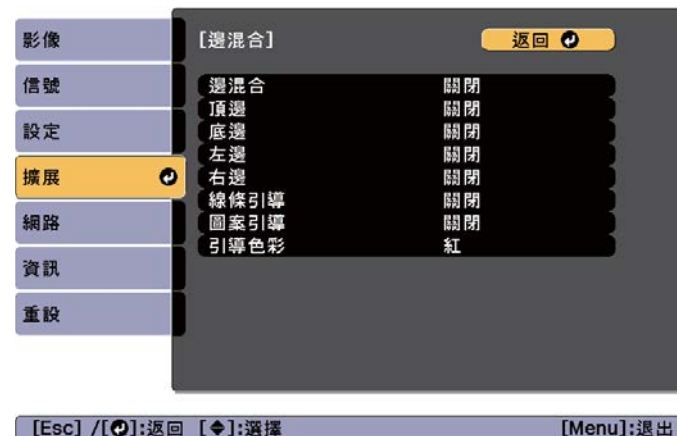 影像
信號
設定
擴展
網路
資訊
重設
[邊混合] 返回
邊混合 關閉
頂邊 關閉
底邊 關閉
左邊 關閉
右邊 關閉
線條引導 關閉
圖案引導 關閉
引導色彩 紅
[Esc] /[⏎]:返回 [◆]:選擇 [Menu]:退出